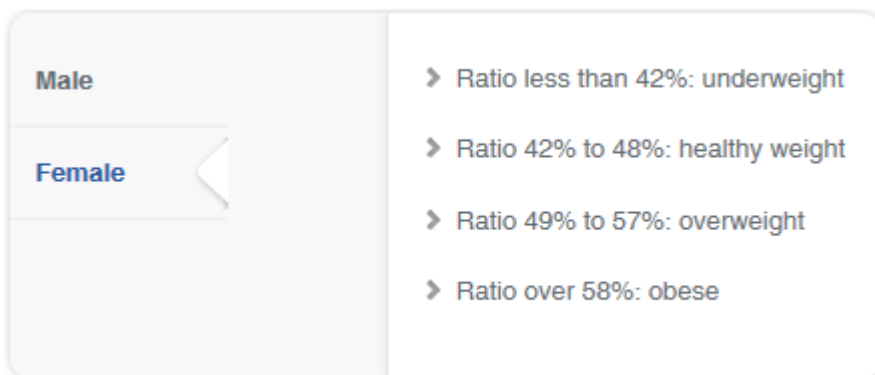 Male
Female
Ratio less than 42%: underweight
Ratio 42% to 48%: healthy weight
Ratio 49% to 57%: overweight
Ratio over 58%: obese